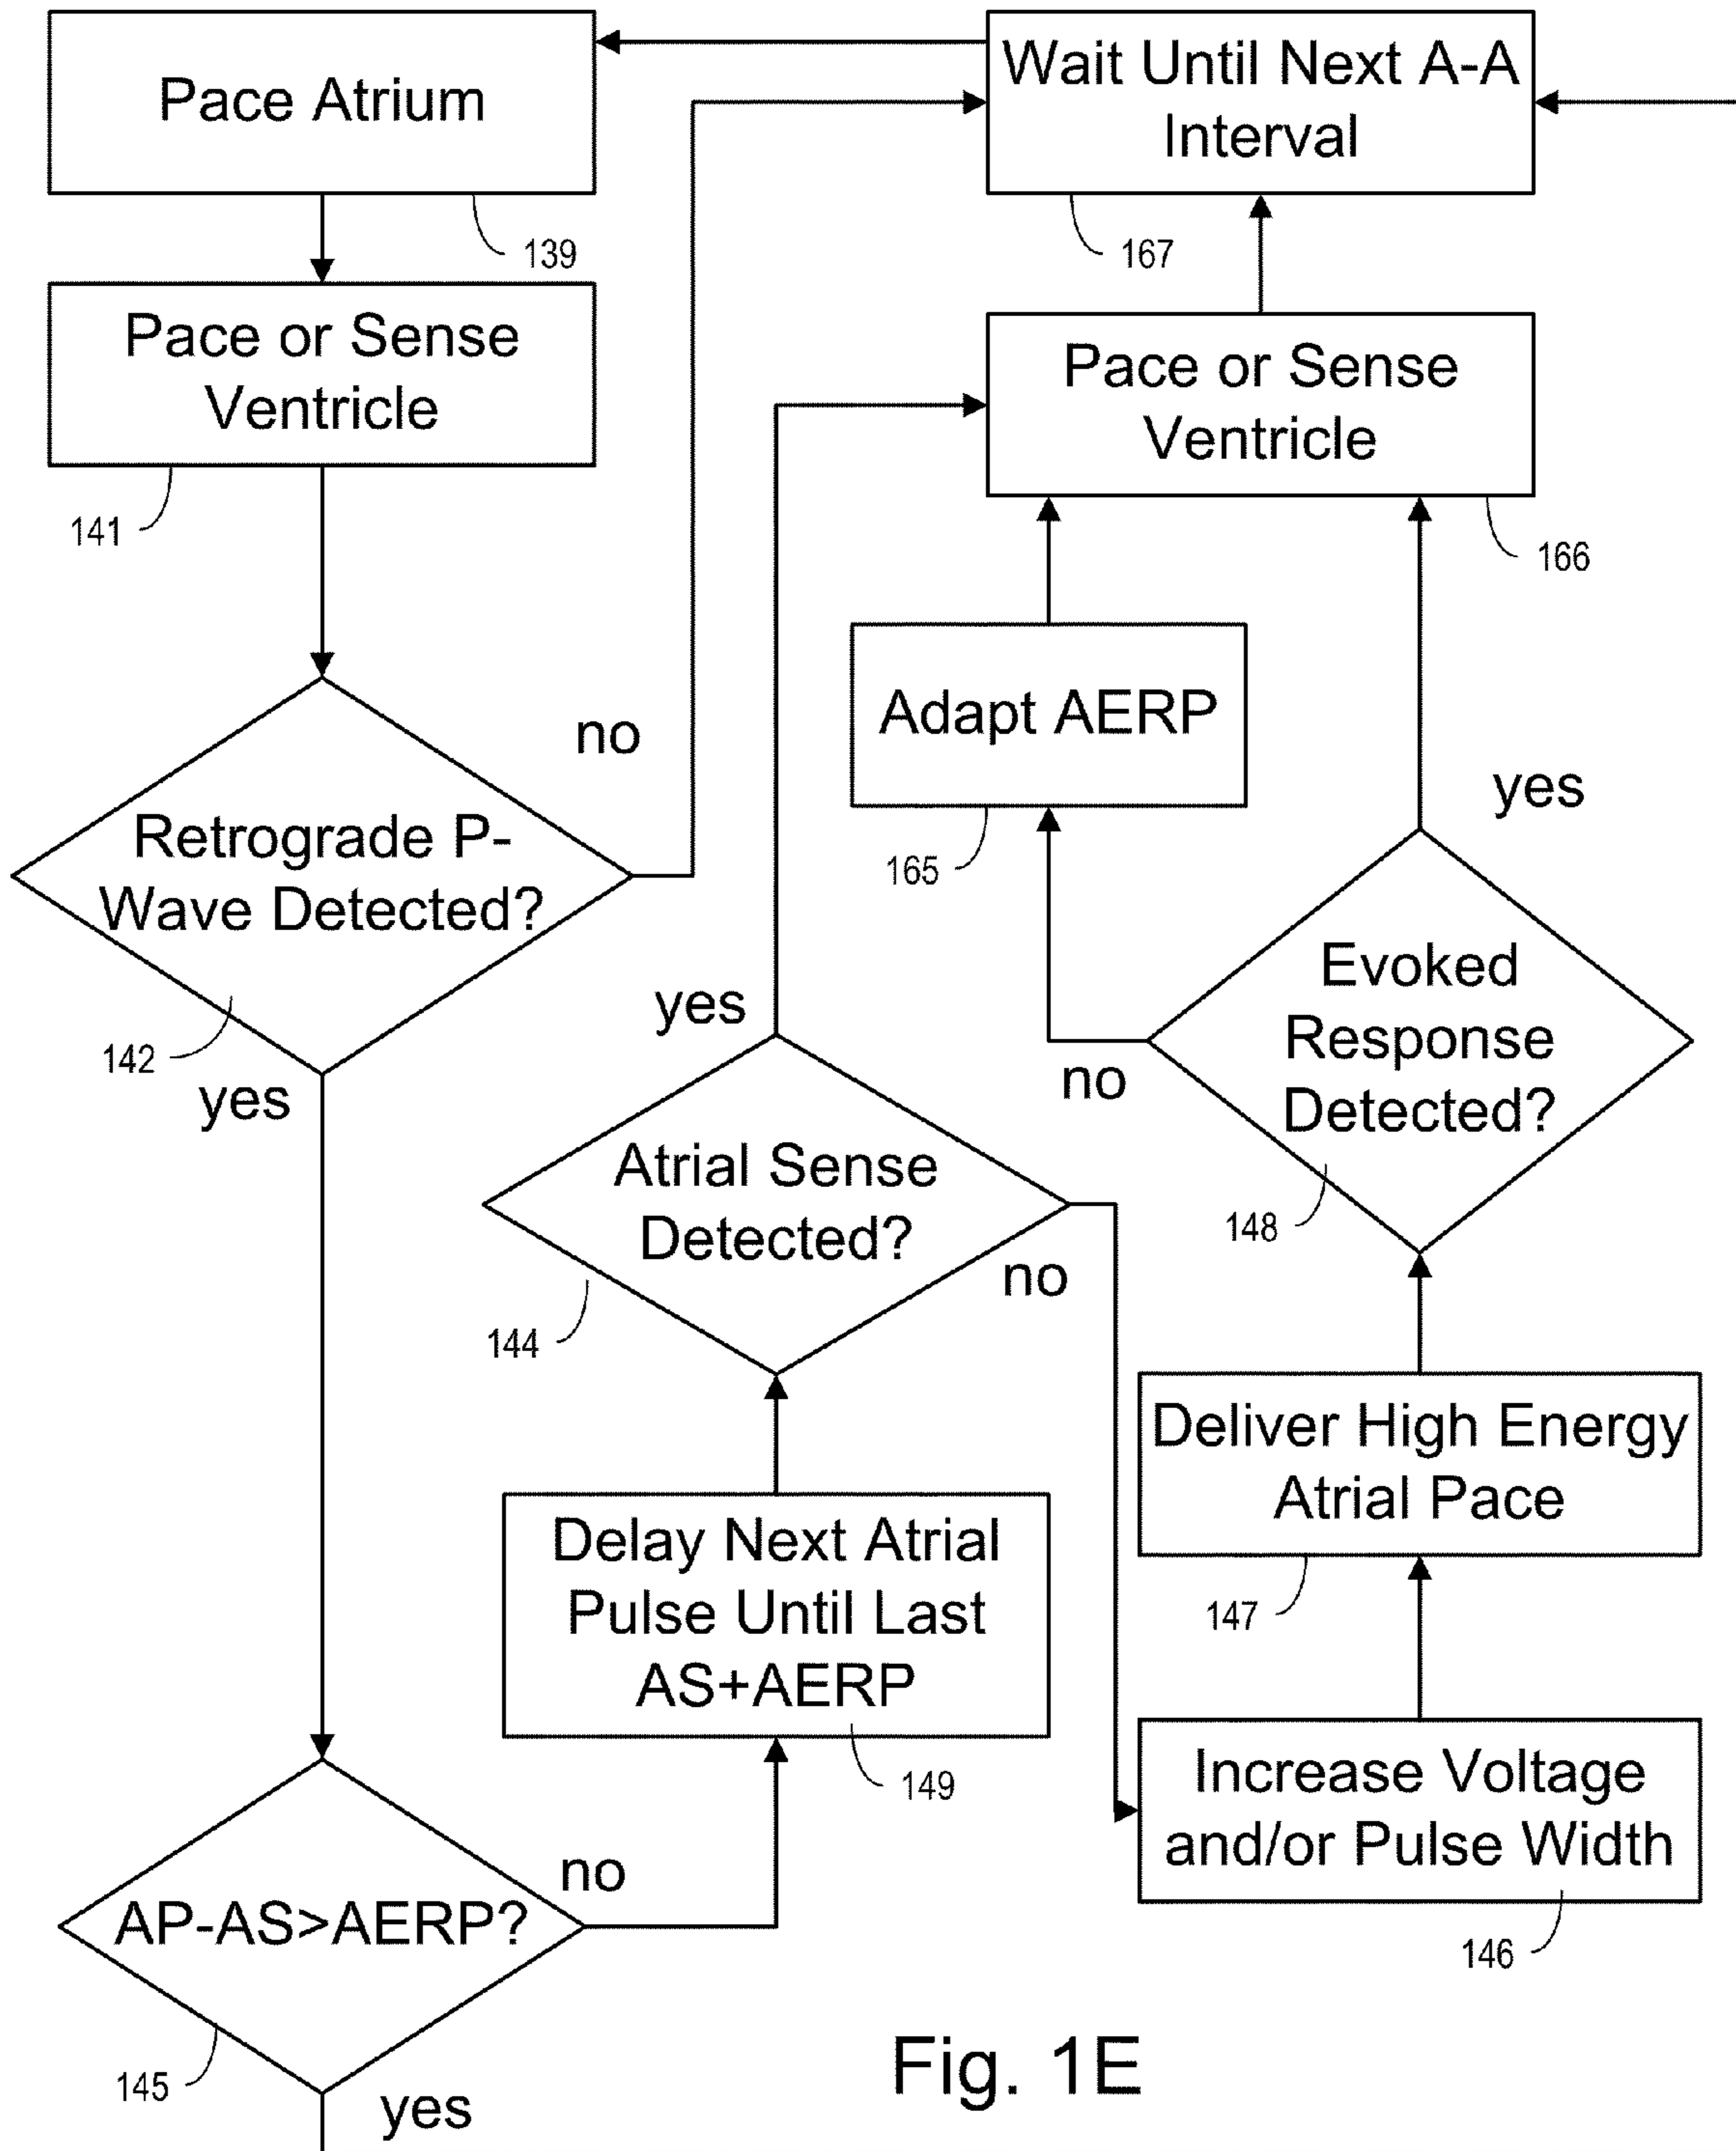 Pace Atrium
139
Wait Until Next A-A
Interval
167
Pace or Sense
Ventricle
141
Pace or Sense
Ventricle
166
Adapt AERP
165
no
Retrograde P-
Wave Detected?
142
yes
yes
Evoked
Response
Detected?
148
no
yes
Atrial Sense
Detected?
144
no
Deliver High Energy
Atrial Pace
147
Delay Next Atrial
Pulse Until Last
AS+AERP
149
Increase Voltage
and/or Pulse Width
146
AP-AS>AERP?
no
145
yes
Fig. 1E